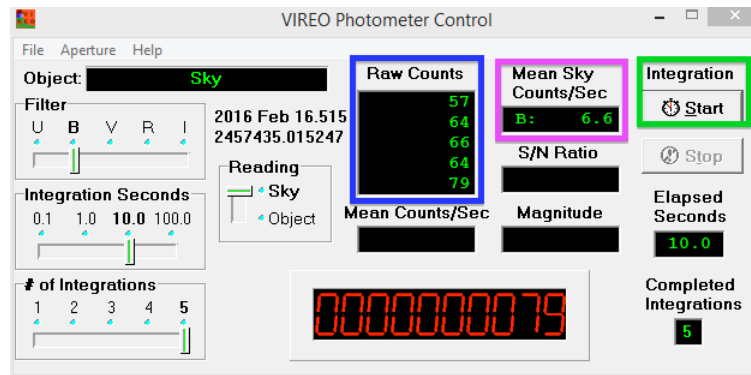 VIREO Photometer Control
File Aperture Help
Object: Sky
Filter
U B V R I
Integration Seconds
0.1 1.0 10.0 100.0
# of Integrations
1 2 3 4 5
2016 Feb 16.515
2457435.015247
Reading
Sky
Object
Raw Counts
57
64
66
64
79
Mean Counts/Sec
Mean Sky
Counts/Sec
B: 6.6
S/N Ratio
Magnitude
0000000079
Integration
Start
Stop
Elapsed
Seconds
10.0
Completed
Integrations
5